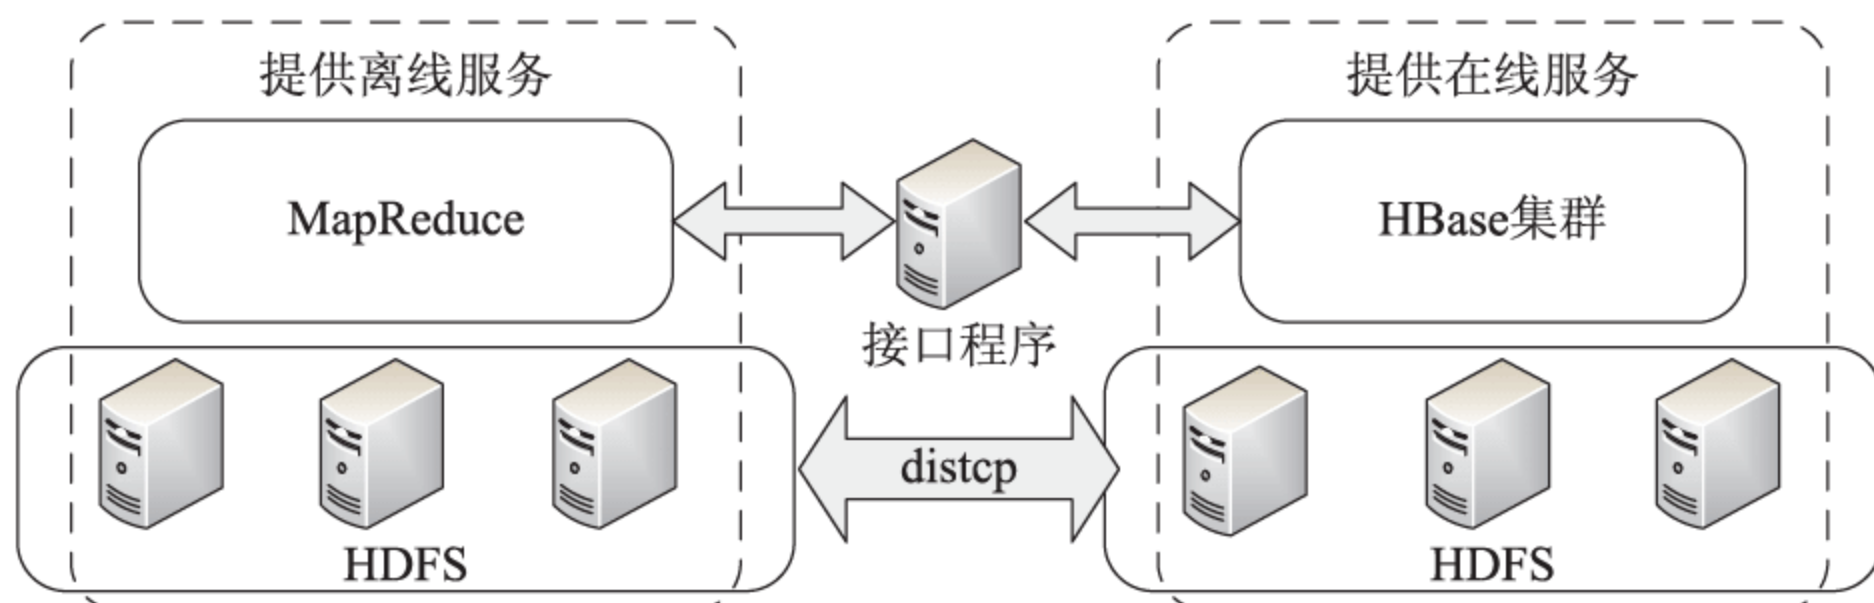 提供离线服务
提供在线服务
MapReduce
HBase集群
接口程序
distcp
HDFS
HDFS